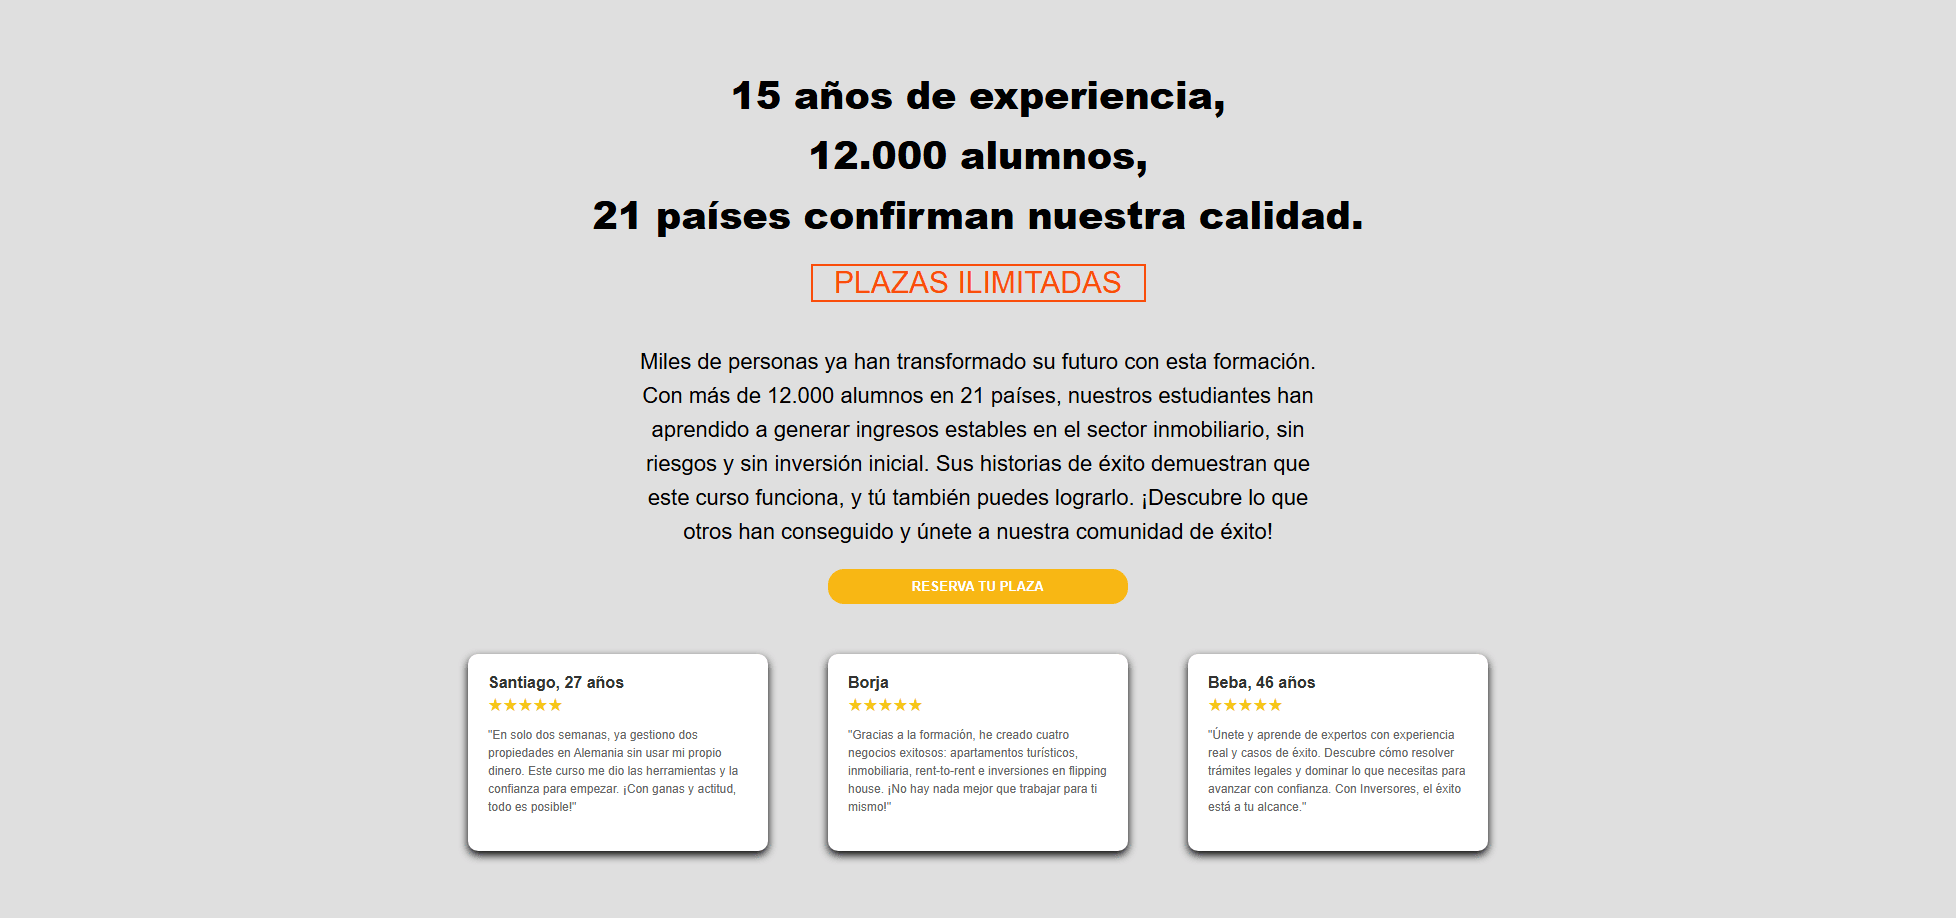 15 años de experiencia,
12.000 alumnos,
21 países confirman nuestra calidad.
PLAZAS ILIMITADAS
Miles de personas ya han transformado su futuro con esta formación.
Con más de 12.000 alumnos en 21 países, nuestros estudiantes han
aprendido a generar ingresos estables en el sector inmobiliario, sin
riesgos y sin inversión inicial. Sus historias de éxito demuestran que
este curso funciona, y tú también puedes lograrlo. ¡Descubre lo que
otros han conseguido y únete a nuestra comunidad de éxito!
RESERVA TU PLAZA
Santiago, 27 años
★★★★★
"En solo dos semanas, ya gestiono dos
propiedades en Alemania sin usar mi propio
dinero. Este curso me dio las herramientas y la
confianza para empezar. ¡Con ganas y actitud,
todo es posible!"
Borja
★★★★★
"Gracias a la formación, he creado cuatro
negocios exitosos: apartamentos turísticos,
inmobiliaria, rent-to-rent e inversiones en flipping
house. ¡No hay nada mejor que trabajar para ti
mismo!"
Beba, 46 años
★★★★★
"Únete y aprende de expertos con experiencia
real y casos de éxito. Descubre cómo resolver
trámites legales y dominar lo que necesitas para
avanzar con confianza. Con Inversores, el éxito
está a tu alcance."